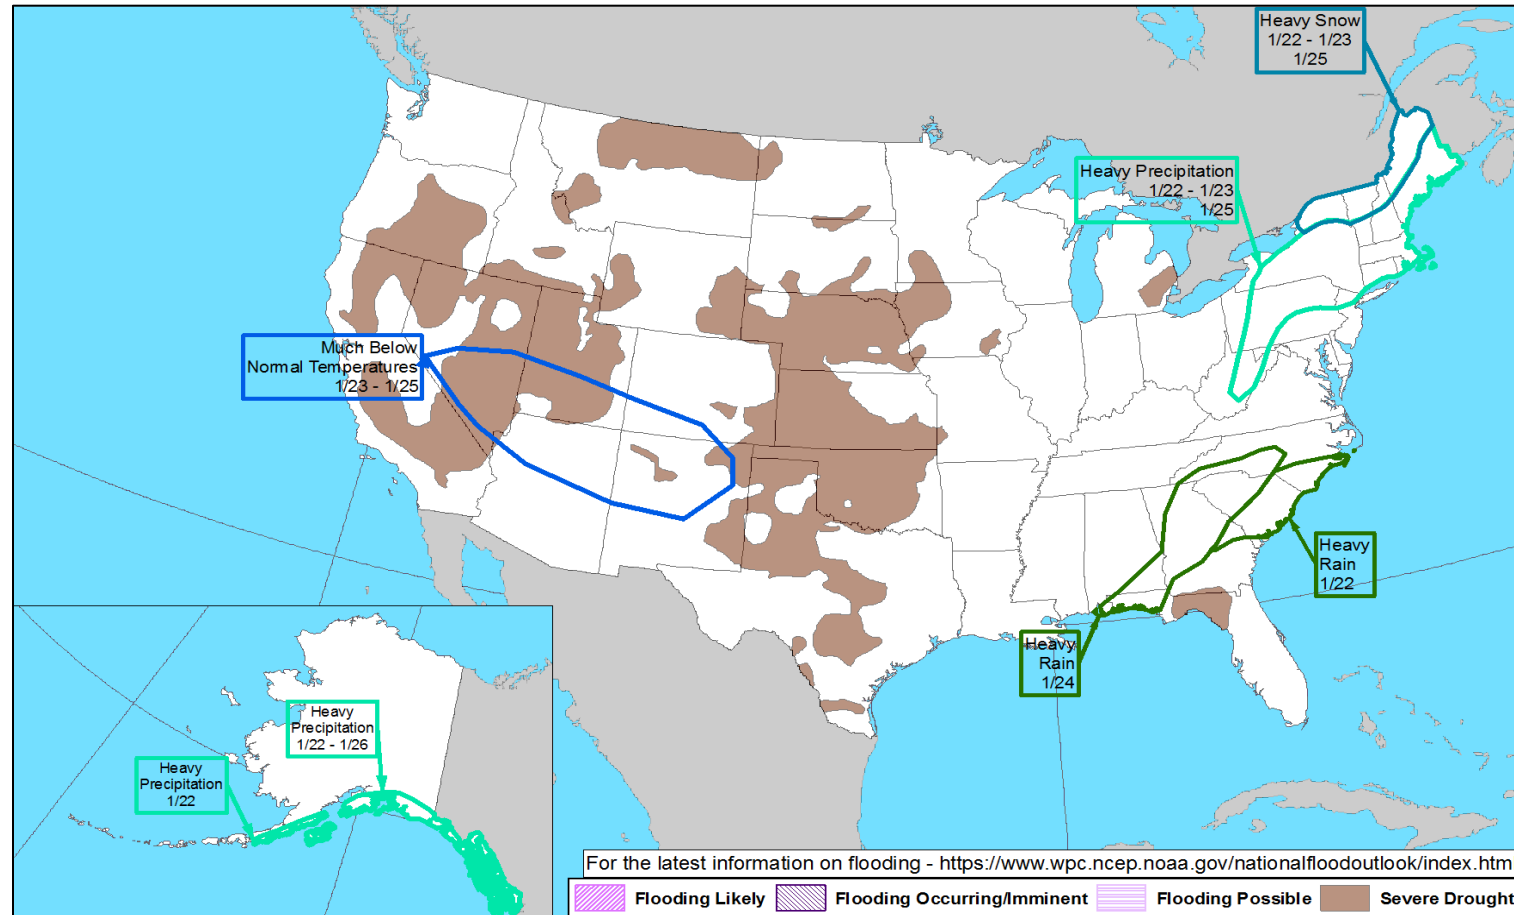 Heavy Snow
1/22 - 1/23
1/25
Heavy Precipitation
1/22 - 1/23
1/25
Much Below
Normal Temperatures
1/23 - 1/25
Heavy
Rain
1/22
Heavy
Rain
1/24
Heavy
Precipitation
1/22 - 1/26
Heavy
Precipitation
1/22
For the latest information on flooding - https://www.wpc.ncep.noaa.gov/nationalfloodoutlook/index.htm
Flooding Likely
Flooding Occurring/Imminent
Flooding Possible
Severe Drought